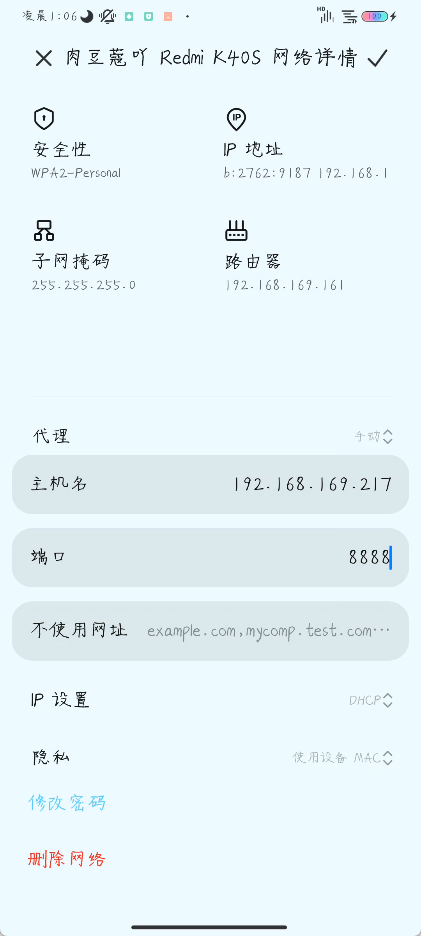 凌晨1:06
HD
100
肉豆蔻吖 Redmi K40S 网络详情
安全性
WPA2-Personal
IP
IP 地址
b:2762:9187 192.168.1
子网掩码
255.255.255.0
路由器
192.168.169.161
代理
手动
主机名
192.168.169.217
端口
8888
不使用网址
example.com,mycomp.test.com…
IP 设置
DHCP
隐私
使用设备 MAC
修改密码
删除网络